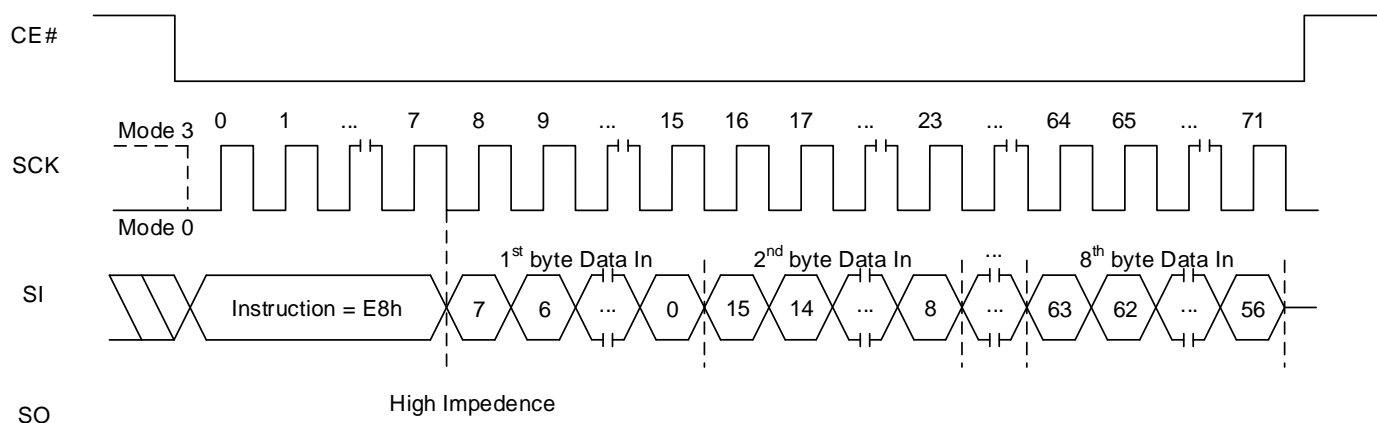 CE#
0 1 ... 7 8 9 ... 15 16 17 ... 23 ... 64 65 ... 71
Mode 3
SCK
Mode 0
1st byte Data In 2nd byte Data In ... 8th byte Data In
SI Instruction = E8h 7 6 ... 0 15 14 ... 8 ... 63 62 ... 56
High Impedence
SO